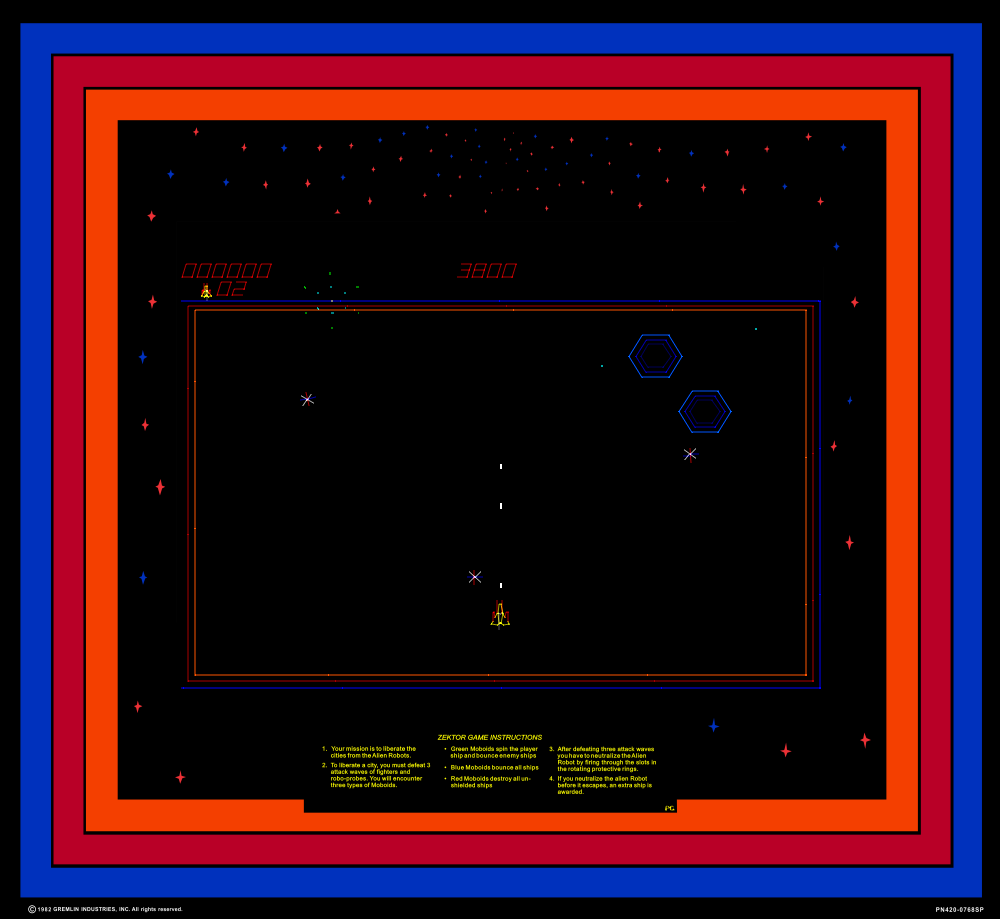 000000
3800
02
ZEKTOR GAME INSTRUCTIONS
1. Your mission is to liberate the
cities from the Alien Robots.
2. To liberate a city, you must defeat 3
attack waves of fighters and
robo-probes. You will encounter
three types of Moboids.
• Green Moboids spin the player
ship and bounce enemy ships
• Blue Moboids bounce all ships
• Red Moboids destroy all un-
shielded ships
3. After defeating three attack waves
you have to neutralize the Alien
Robot by firing through the slots in
the rotating protective rings.
4. If you neutralize the alien Robot
before it escapes, an extra ship is
awarded.
PG
© 1982 GREMLIN INDUSTRIES, INC. All rights reserved.
PN420-0768SP